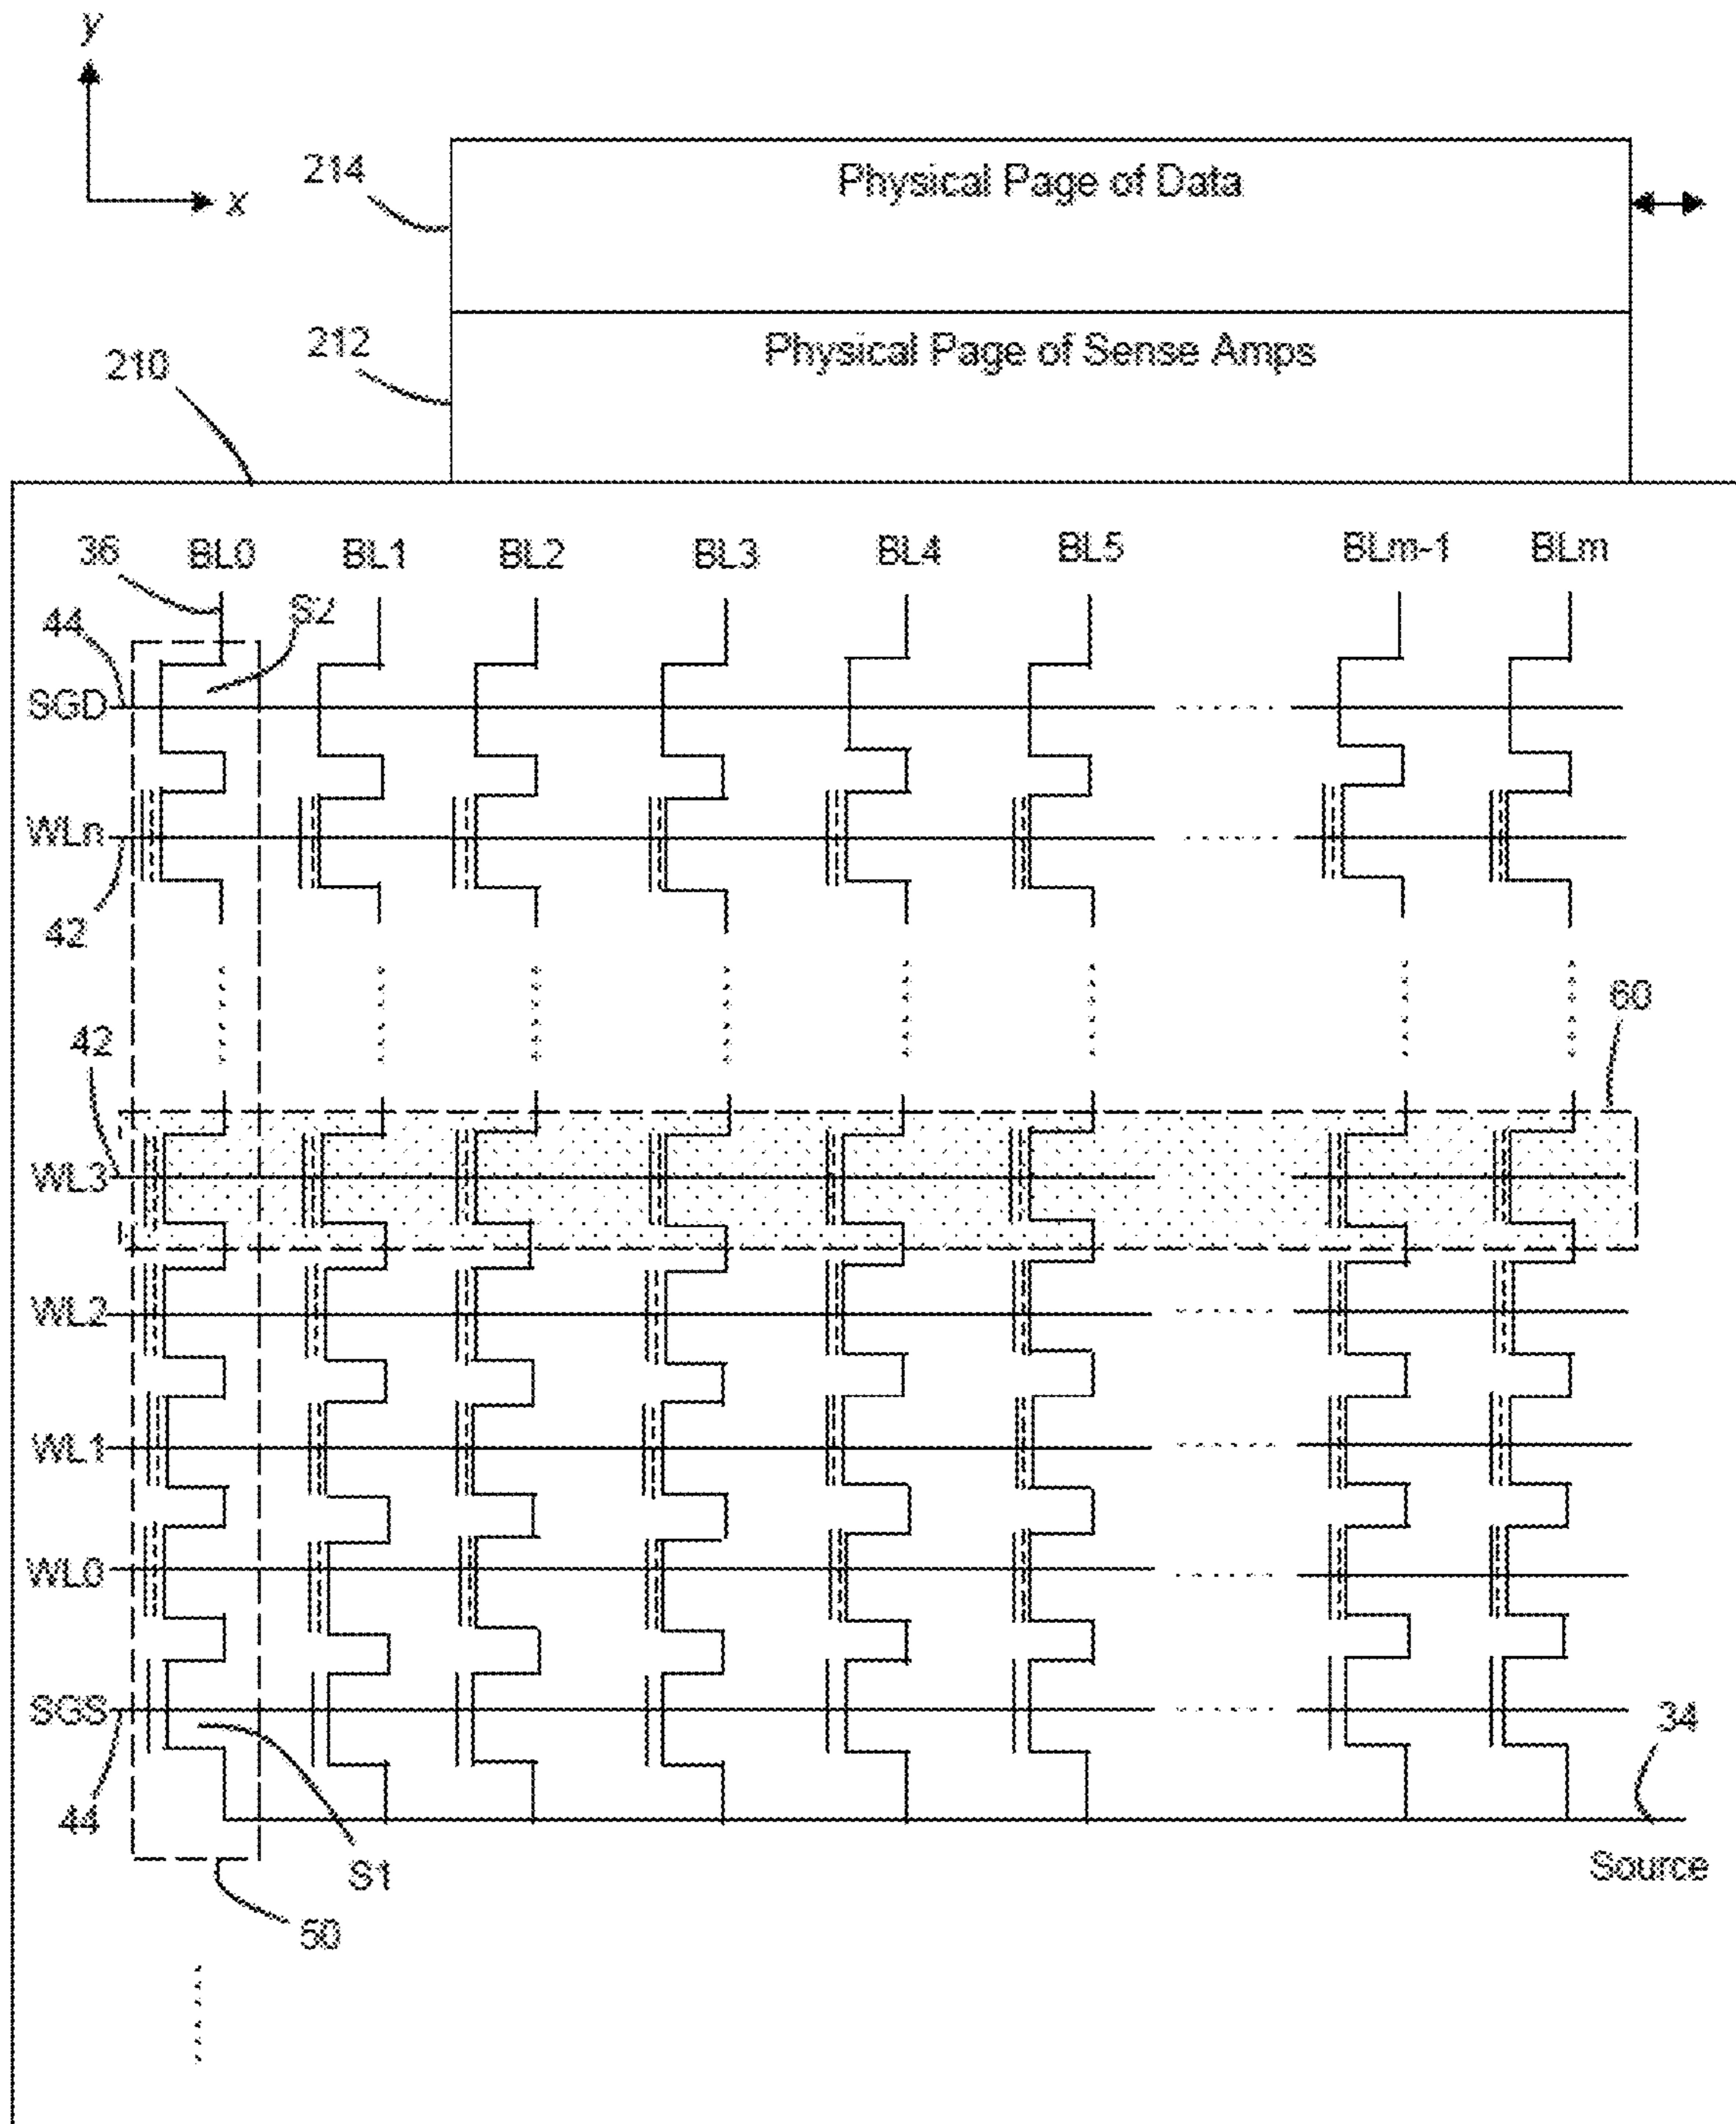 y
x
214
Physical Page of Data
212
Physical Page of Sense Amps
210
36
BL0
BL1
BL2
BL3
BL4
BL5
BLm-1
BLm
S2
44
SGD
WLn
42
60
42
WL3
WL2
WL1
WL0
SGS
44
34
S1
Source
50